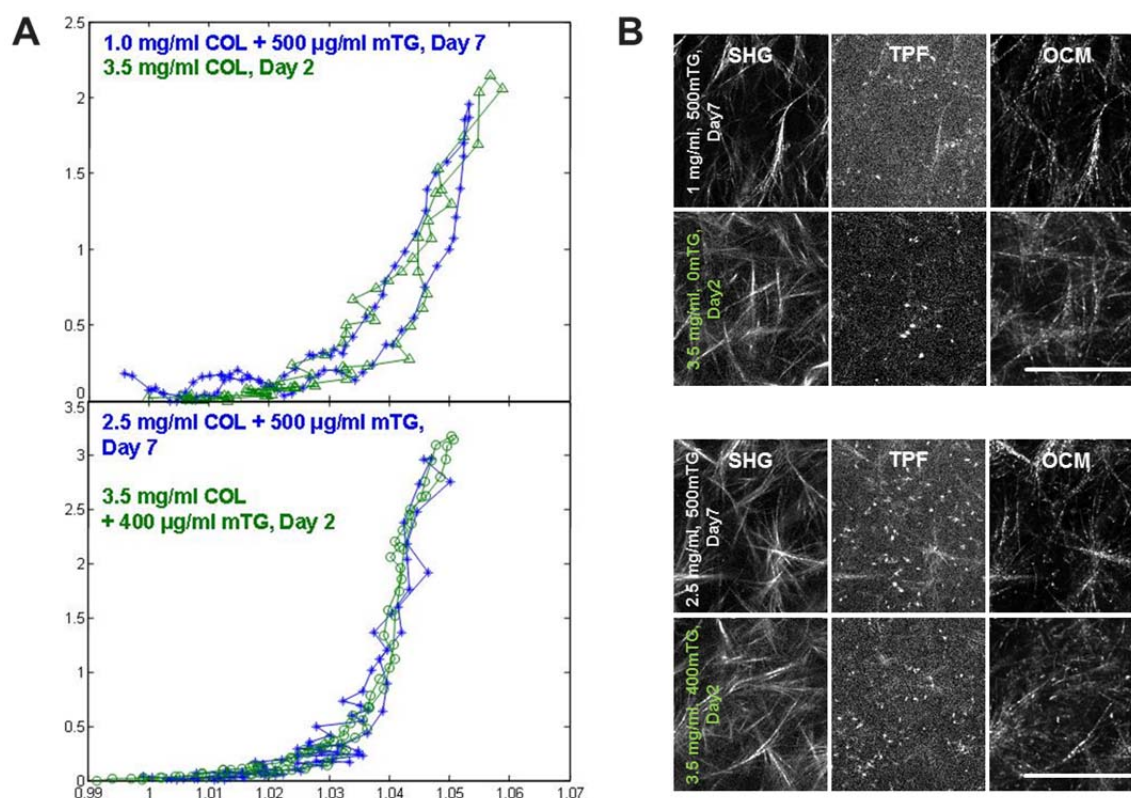 A
2.5
1.0 mg/ml COL + 500 µg/ml mTG, Day 7
3.5 mg/ml COL, Day 2
2
1.5
1
0.5
0
3.5
2.5 mg/ml COL + 500 µg/ml mTG,
Day 7
3
3.5 mg/ml COL
+ 400 µg/ml mTG, Day 2
2.5
2
1.5
1
0.5
0
0.99 1 1.01 1.02 1.03 1.04 1.05 1.06 1.07
B
SHG TPF OCM
1 mg/ml, 500mTG,
Day7
3.5 mg/ml, 0mTG,
Day2
SHG TPF OCM
2.5 mg/ml, 500mTG,
Day7
3.5 mg/ml, 400mTG,
Day2